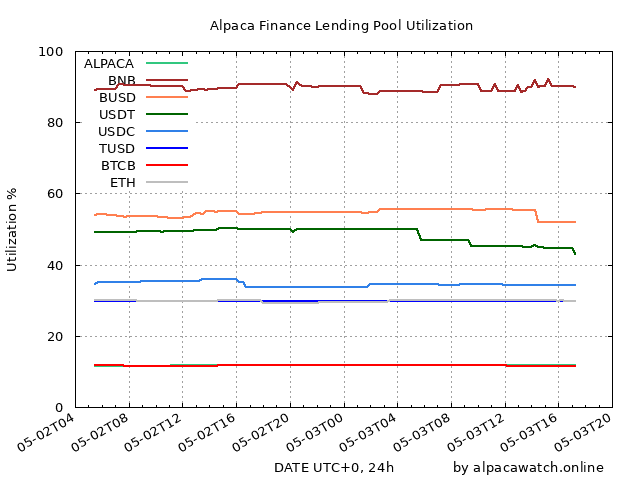 Alpaca Finance Lending Pool Utilization
100
80
60
40
20
0
Utilization %
ALPACA
BNB
BUSD
USDT
USDC
TUSD
BTCB
ETH
05-02T04
05-02T08
05-02T12
05-02T16
05-02T20
05-03T00
05-03T04
05-03T08
05-03T12
05-03T16
05-03T20
DATE UTC+0, 24h
by alpacawatch.online